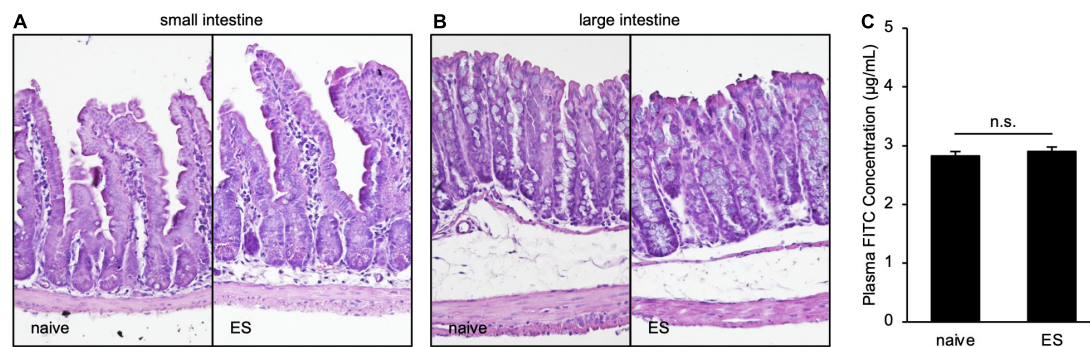 A
small intestine
naive
ES
B
large intestine
naive
ES
C
Plasma FITC Concentration (µg/mL)
5
4
3
2
1
0
n.s.
naive
ES